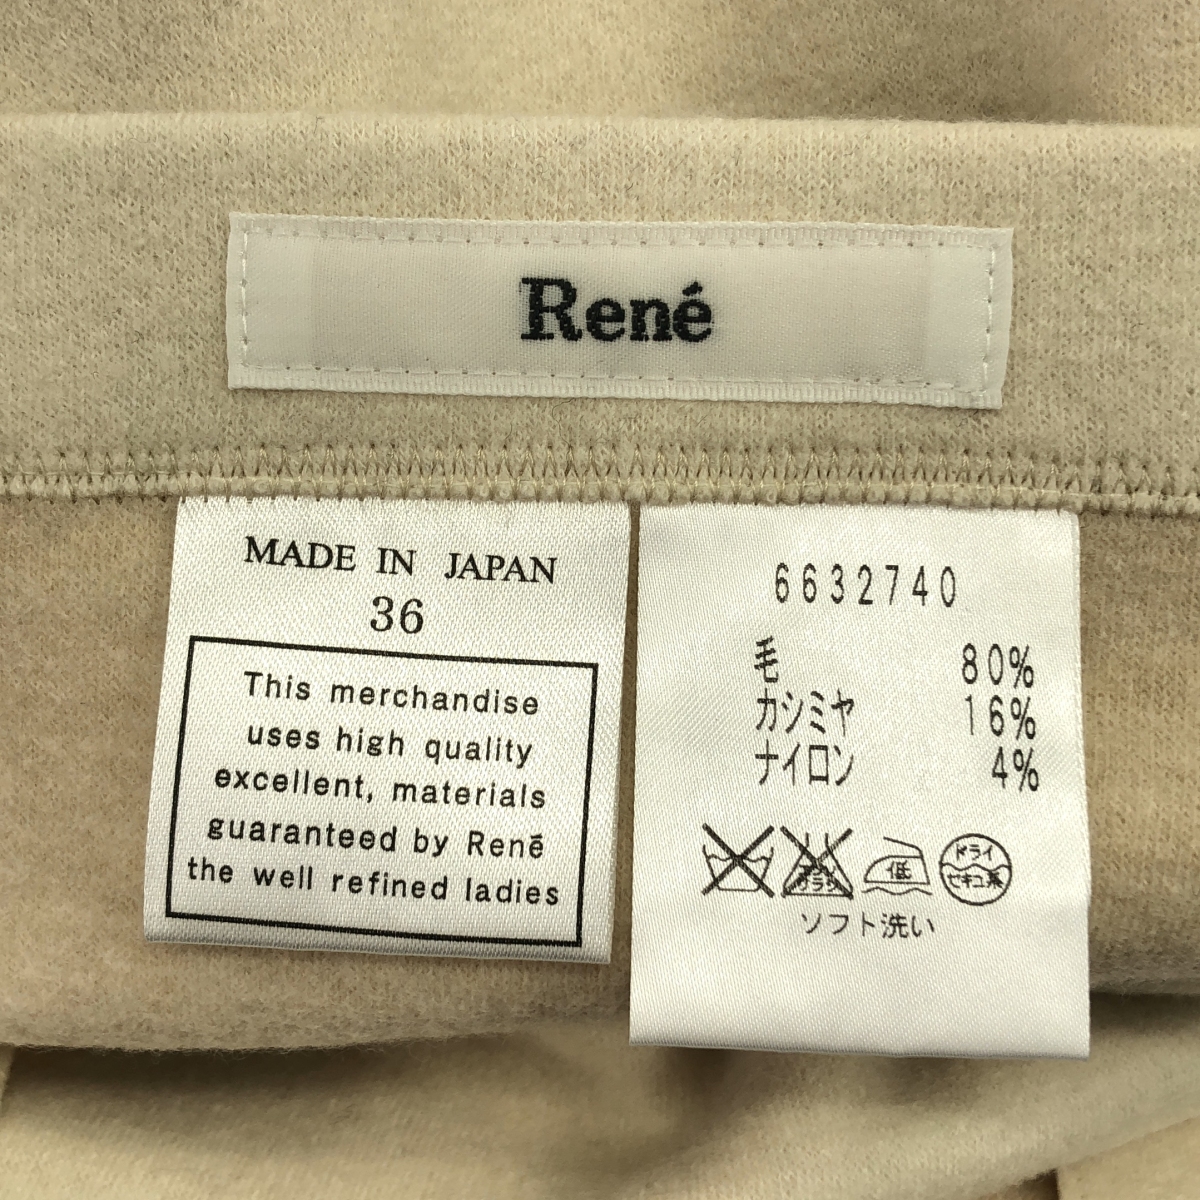 René
MADE IN JAPAN
36
This merchandise
uses high quality
excellent, materials
guaranteed by René
the well refined ladies
6632740
毛 80%
カシミヤ 16%
ナイロン 4%
低
ドライ
セキユ系
ソフト洗い